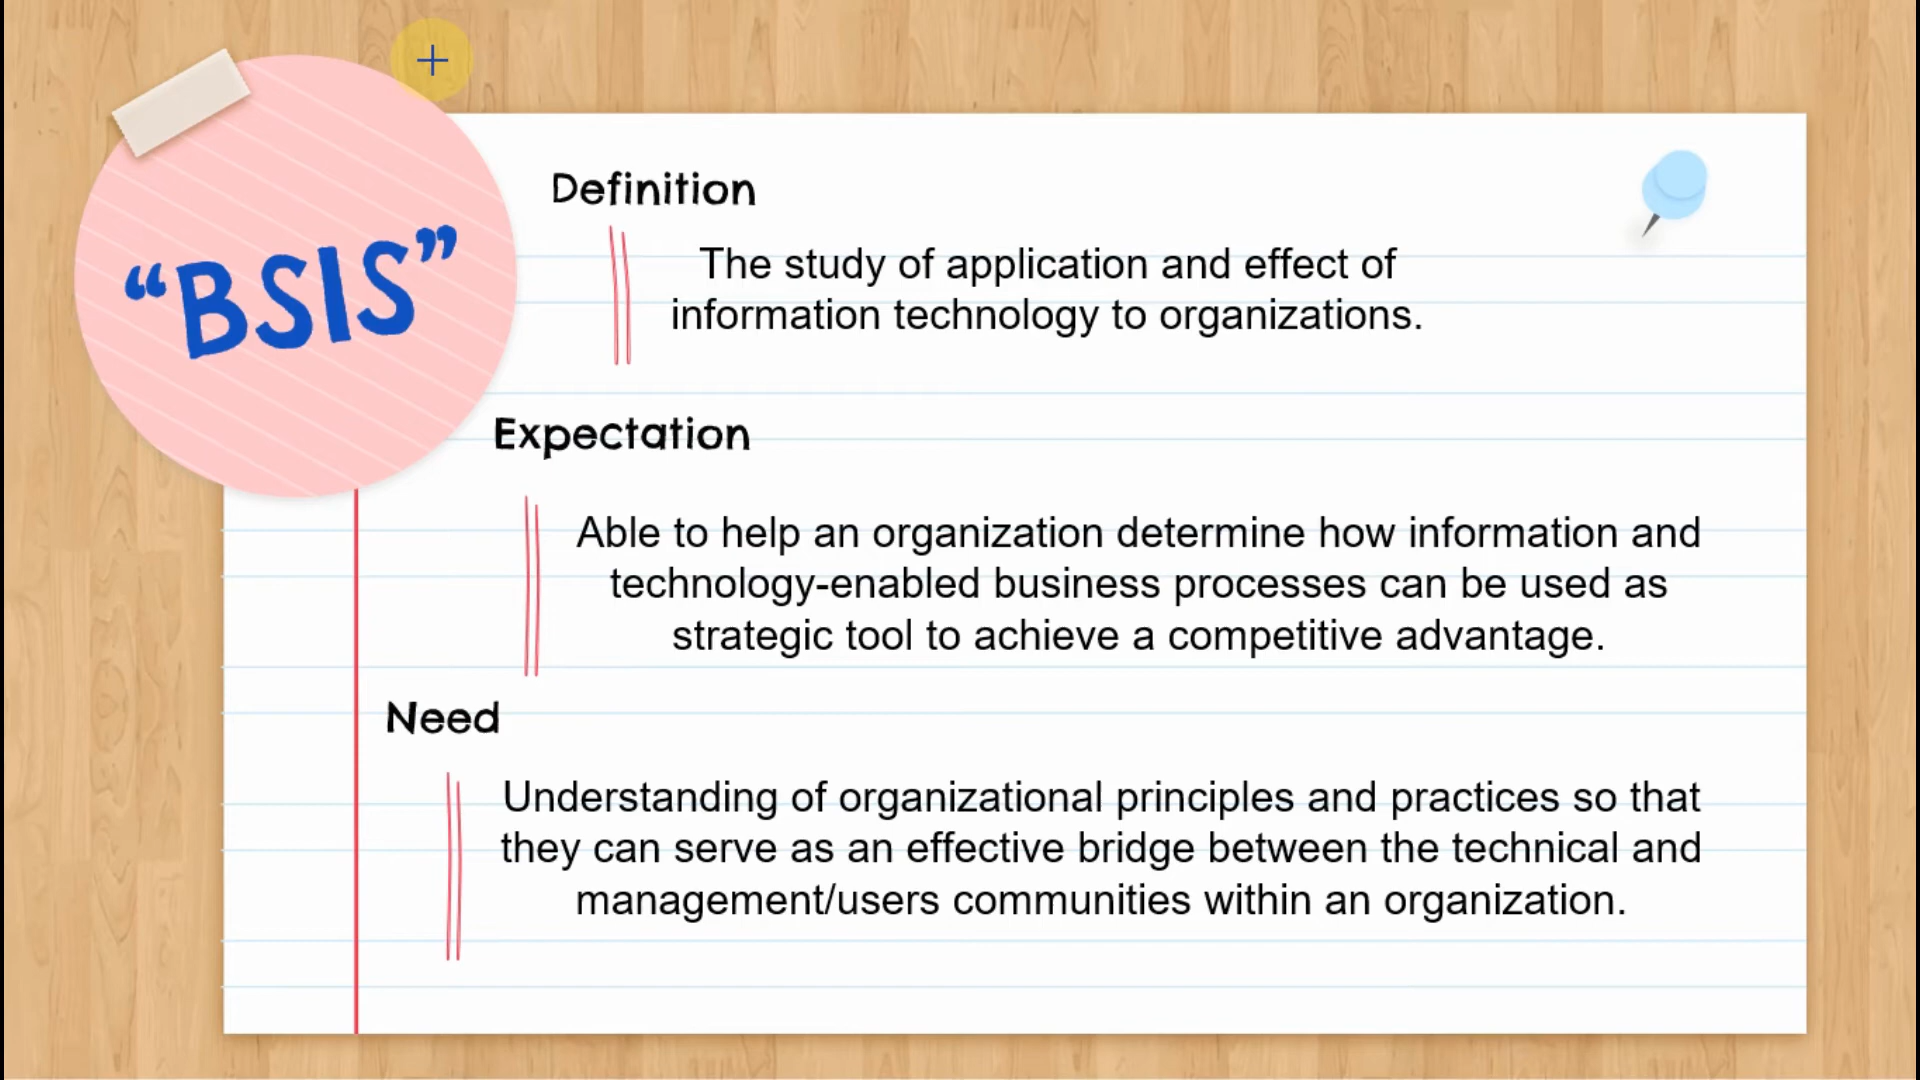 “BSIS”
Definition
The study of application and effect of
information technology to organizations.
Expectation
Able to help an organization determine how information and
technology-enabled business processes can be used as
strategic tool to achieve a competitive advantage.
Need
Understanding of organizational principles and practices so that
they can serve as an effective bridge between the technical and
management/users communities within an organization.